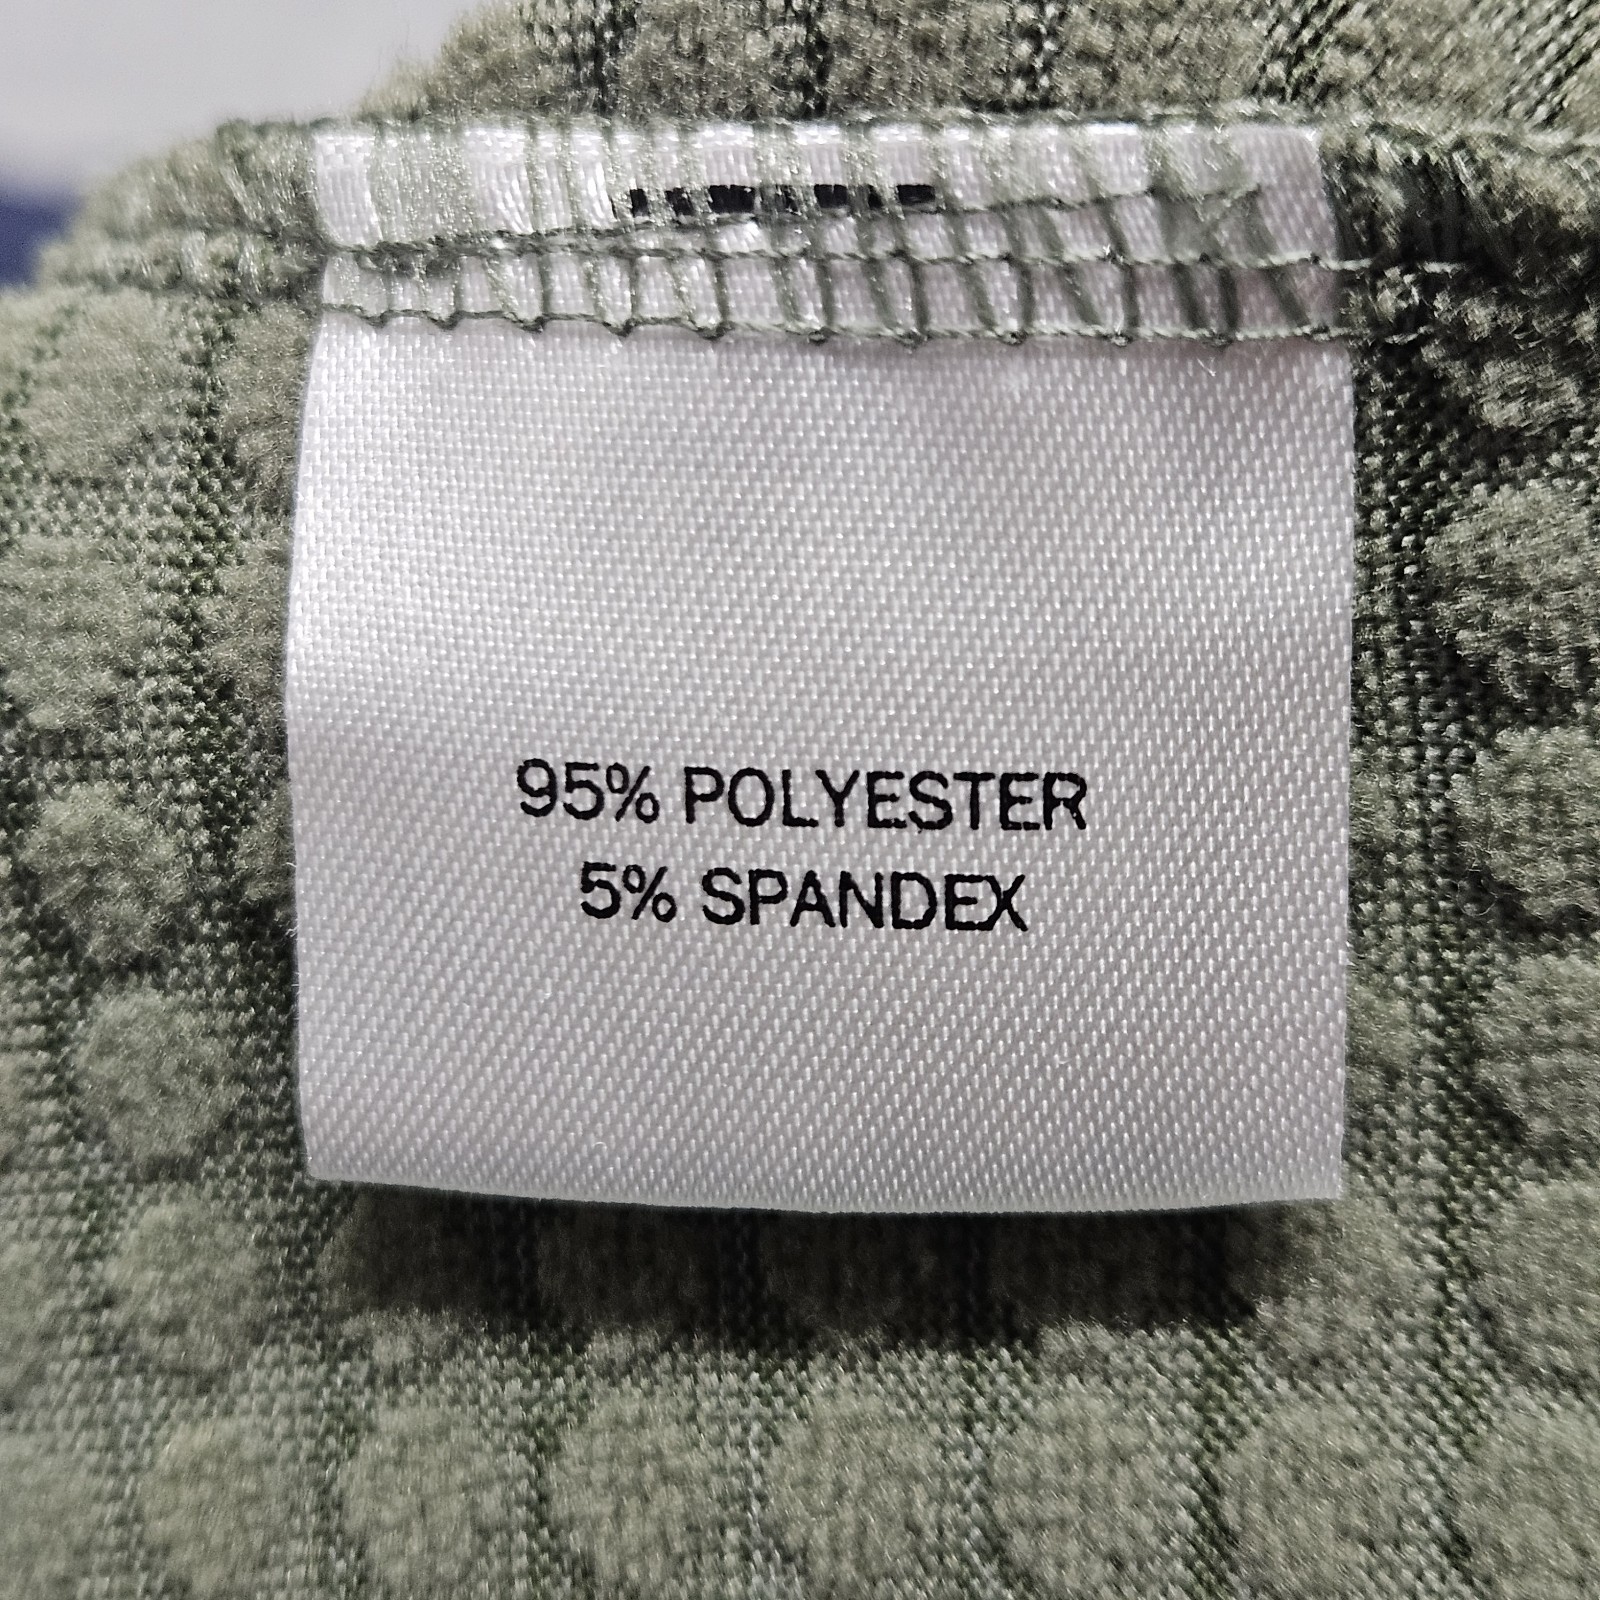 95% POLYESTER
5% SPANDEX